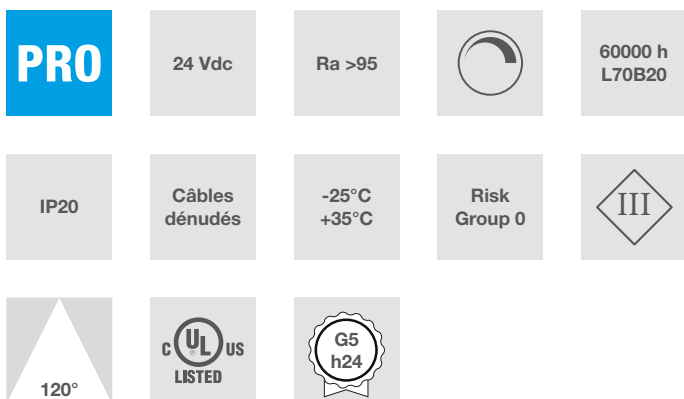 PRO
24 Vdc
Ra >95
60000 h
L70B20
IP20
Câbles
dénudés
-25°C
+35°C
Risk
Group 0
III
120°
C UL US
LISTED
G5
h24